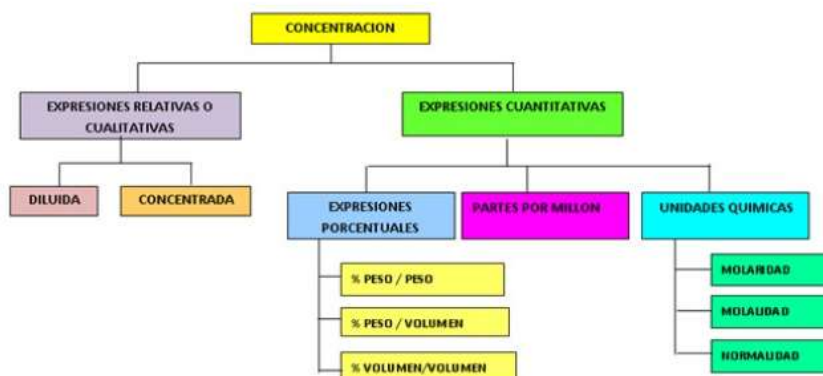 CONCENTRACION
EXPRESIONES RELATIVAS O
CUALITATIVAS
EXPRESIONES CUANTITATIVAS
DILUIDA
CONCENTRADA
EXPRESIONES
PORCENTUALES
PARTES POR MILLON
UNIDADES QUIMICAS
% PESO / PESO
% PESO / VOLUMEN
% VOLUMEN/VOLUMEN
MOLARIDAD
MOLALIDAD
NORMALIDAD